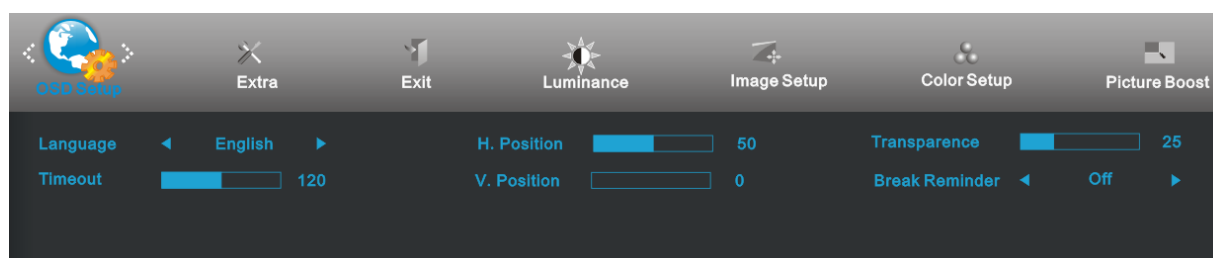 OSD Setup Extra Exit Luminance Image Setup Color Setup Picture Boost
Language English H. Position 50 Transparence 25
Timeout 120 V. Position 0 Break Reminder Off